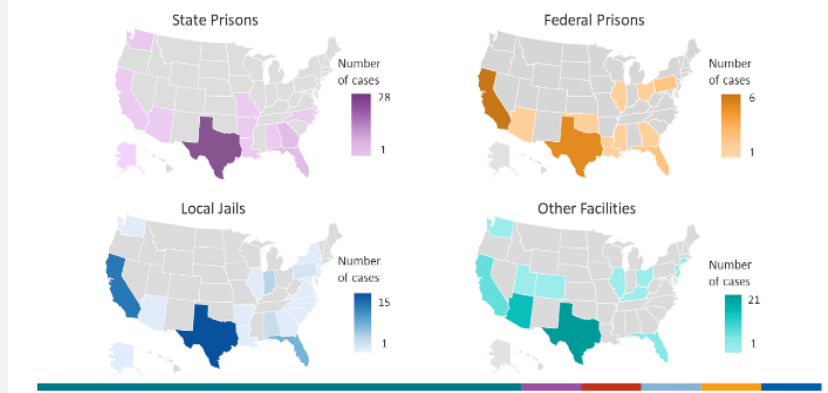 State Prisons
Number
of cases
28
1
Federal Prisons
Number
of cases
6
1
Local Jails
Number
of cases
15
1
Other Facilities
Number
of cases
21
1